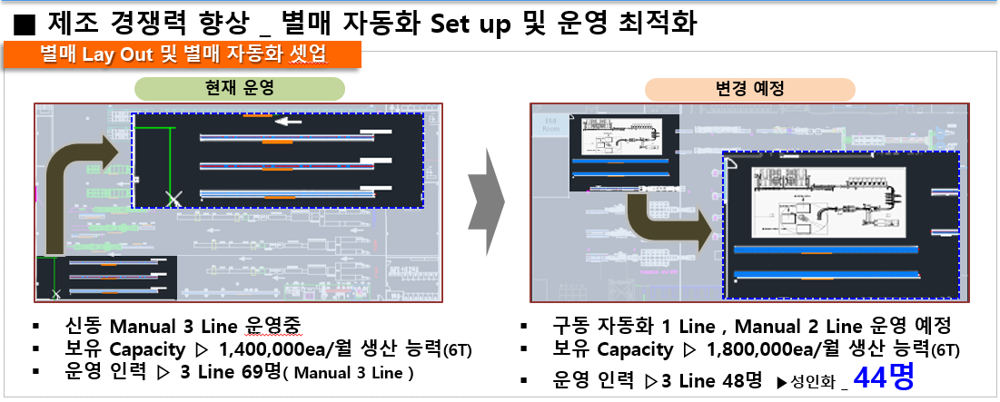 ■ 제조 경쟁력 향상 _ 별매 자동화 Set up 및 운영 최적화
별매 Lay Out 및 별매 자동화 셋업
현재 운영
변경 예정
EMI
Room
▪ 신동 Manual 3 Line 운영중
▪ 보유 Capacity ▷ 1,400,000ea/월 생산 능력(6T)
▪ 운영 인력 ▷ 3 Line 69명( Manual 3 Line )
▪ 구동 자동화 1 Line , Manual 2 Line 운영 예정
▪ 보유 Capacity ▷ 1,800,000ea/월 생산 능력(6T)
▪ 운영 인력 ▷3 Line 48명 ▶성인화 _ 44명